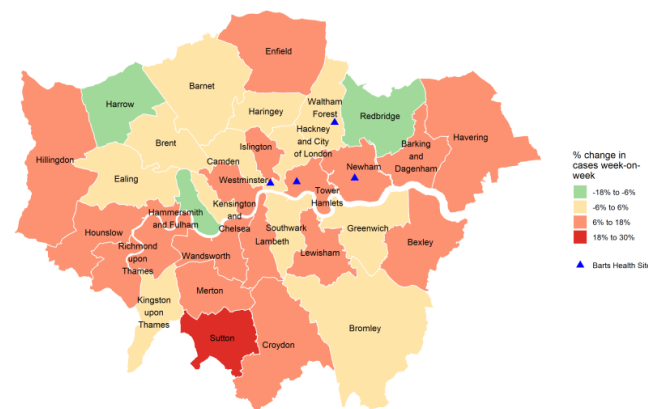 Enfield
Barnet
Harrow
Haringey
Waltham
Forest
Redbridge
Havering
Hackney
and City
of London
Brent
Islington
Barking
and
Dagenham
Hillingdon
Camden
Newham
Ealing
Westminster
Tower
Hamlets
Kensington
and
Chelsea
Hammersmith
and Fulham
Hounslow
Southwark
Greenwich
Richmond
upon
Thames
Wandsworth
Lambeth
Lewisham
Bexley
Merton
Kingston
upon
Thames
Bromley
Sutton
Croydon
% change in
cases week-on-
week
-18% to -6%
-6% to 6%
6% to 18%
18% to 30%
Barts Health Site